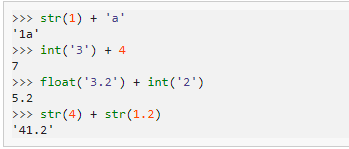 >>> str(1) + 'a'
'1a'
>>> int('3') + 4
7
>>> float('3.2') + int('2')
5.2
>>> str(4) + str(1.2)
'41.2'